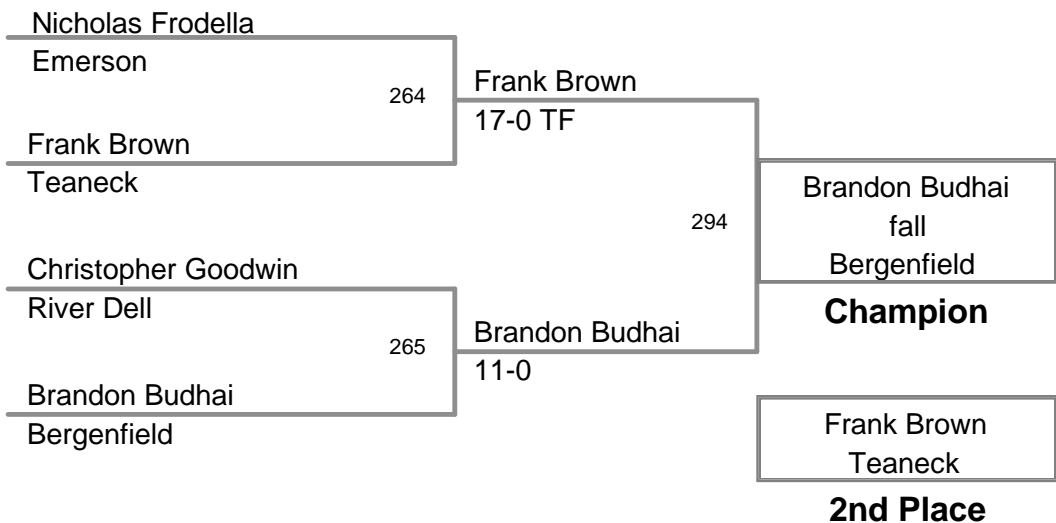 Nicholas Frodella
Emerson
264
Frank Brown
17-0 TF
Frank Brown
Teaneck
294
Brandon Budhai
fall
Bergenfield
Champion
Christopher Goodwin
River Dell
265
Brandon Budhai
11-0
Brandon Budhai
Bergenfield
Frank Brown
Teaneck
2nd Place